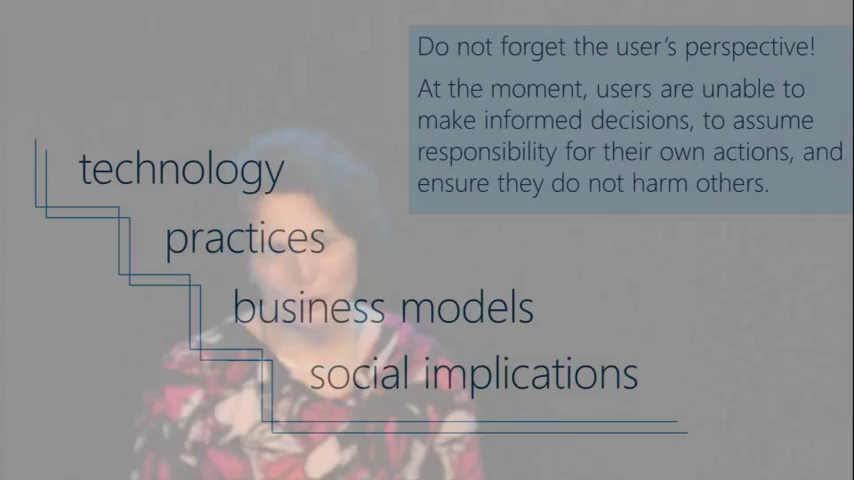 Do not forget the user's perspective!
At the moment, users are unable to
make informed decisions, to assume
responsibility for their own actions, and
ensure they do not harm others.
technology
practices
business models
social implications